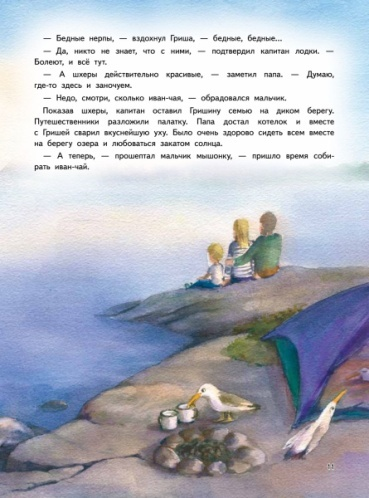 — Бедные нерпы, — вздохнул Гриша, — бедные, бедные...
— Да, никто не знает, что с ними, — подтвердил капитан лодки. —
Болеют, и всё тут.
— А шхеры действительно красивые, — заметил папа. — Думаю,
где-то здесь и заночуем.
— Недо, смотри, сколько иван-чая, — обрадовался мальчик.
Показав шхеры, капитан оставил Гришину семью на диком берегу.
Путешественники разложили палатку. Папа достал котелок и вместе
с Гришей сварил вкуснейшую уху. Было очень здорово сидеть всем вместе
на берегу озера и любоваться закатом солнца.
— А теперь, — прошептал мальчик мышонку, — пришло время соби-
рать иван-чай.
11